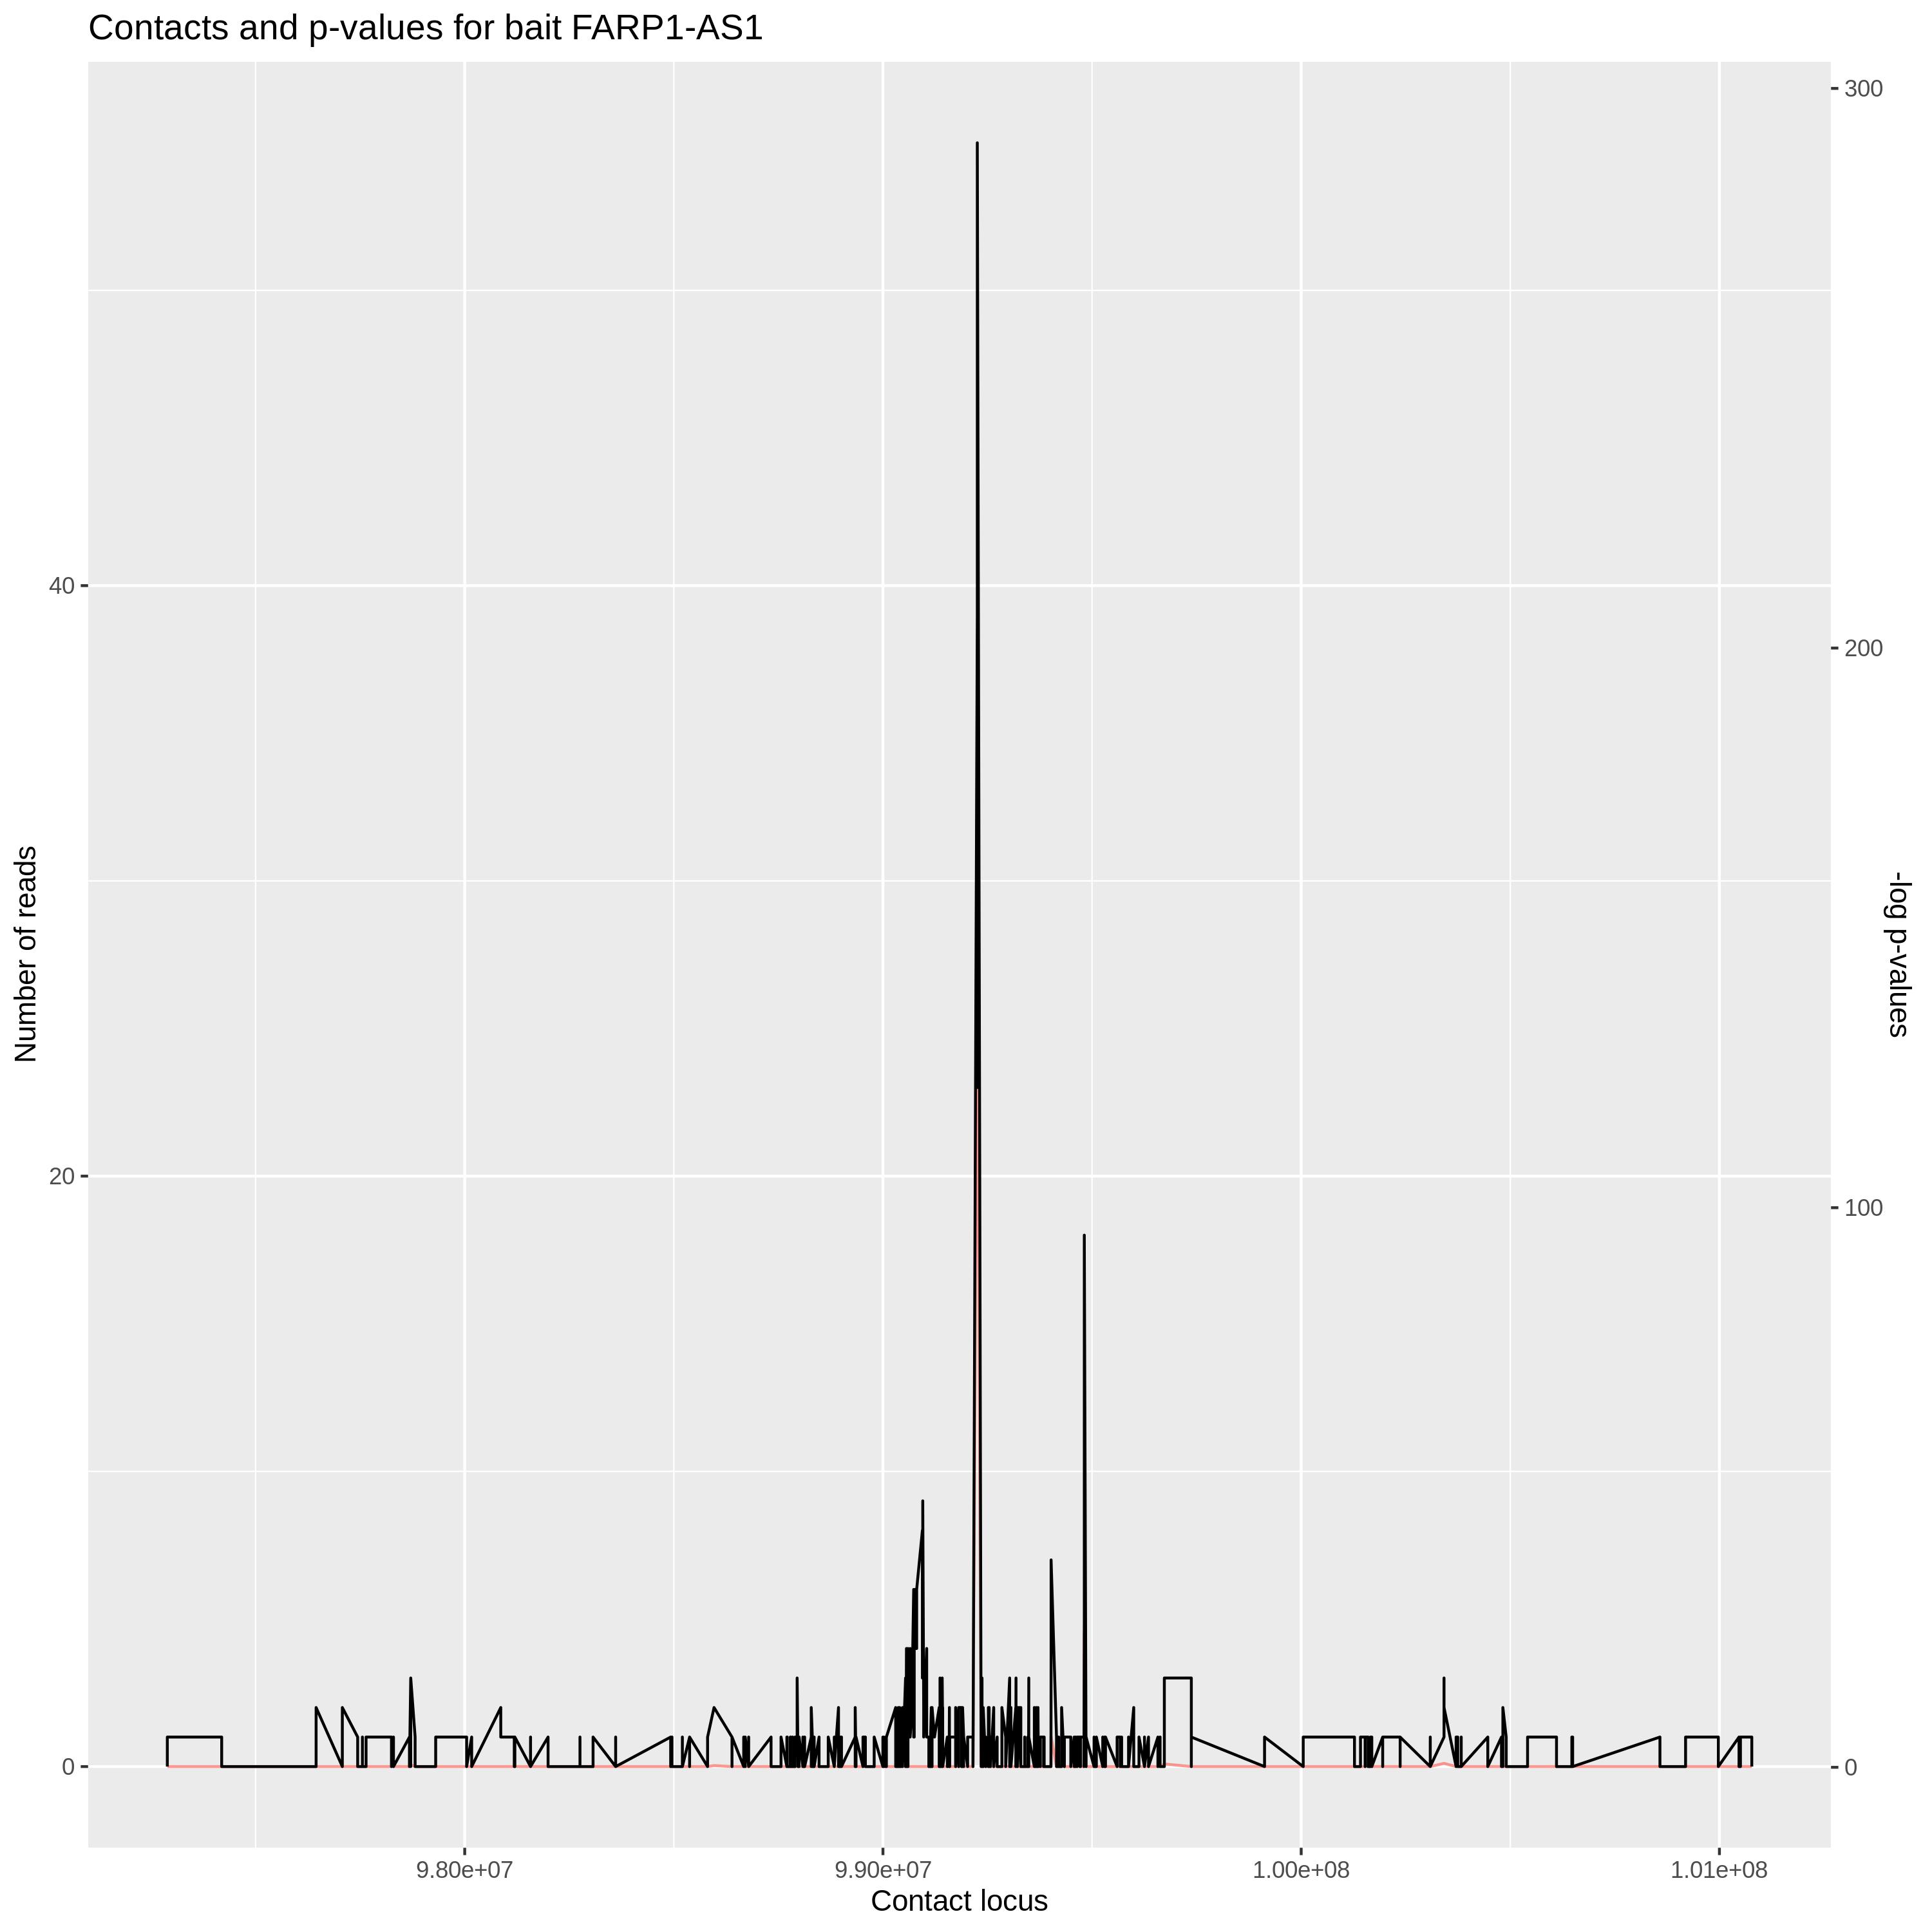 Contacts and p-values for bait FARP1-AS1
300
40
200
Number of reads
-log p-values
20
100
0
0
9.80e+07
9.90e+07
1.00e+08
1.01e+08
Contact locus